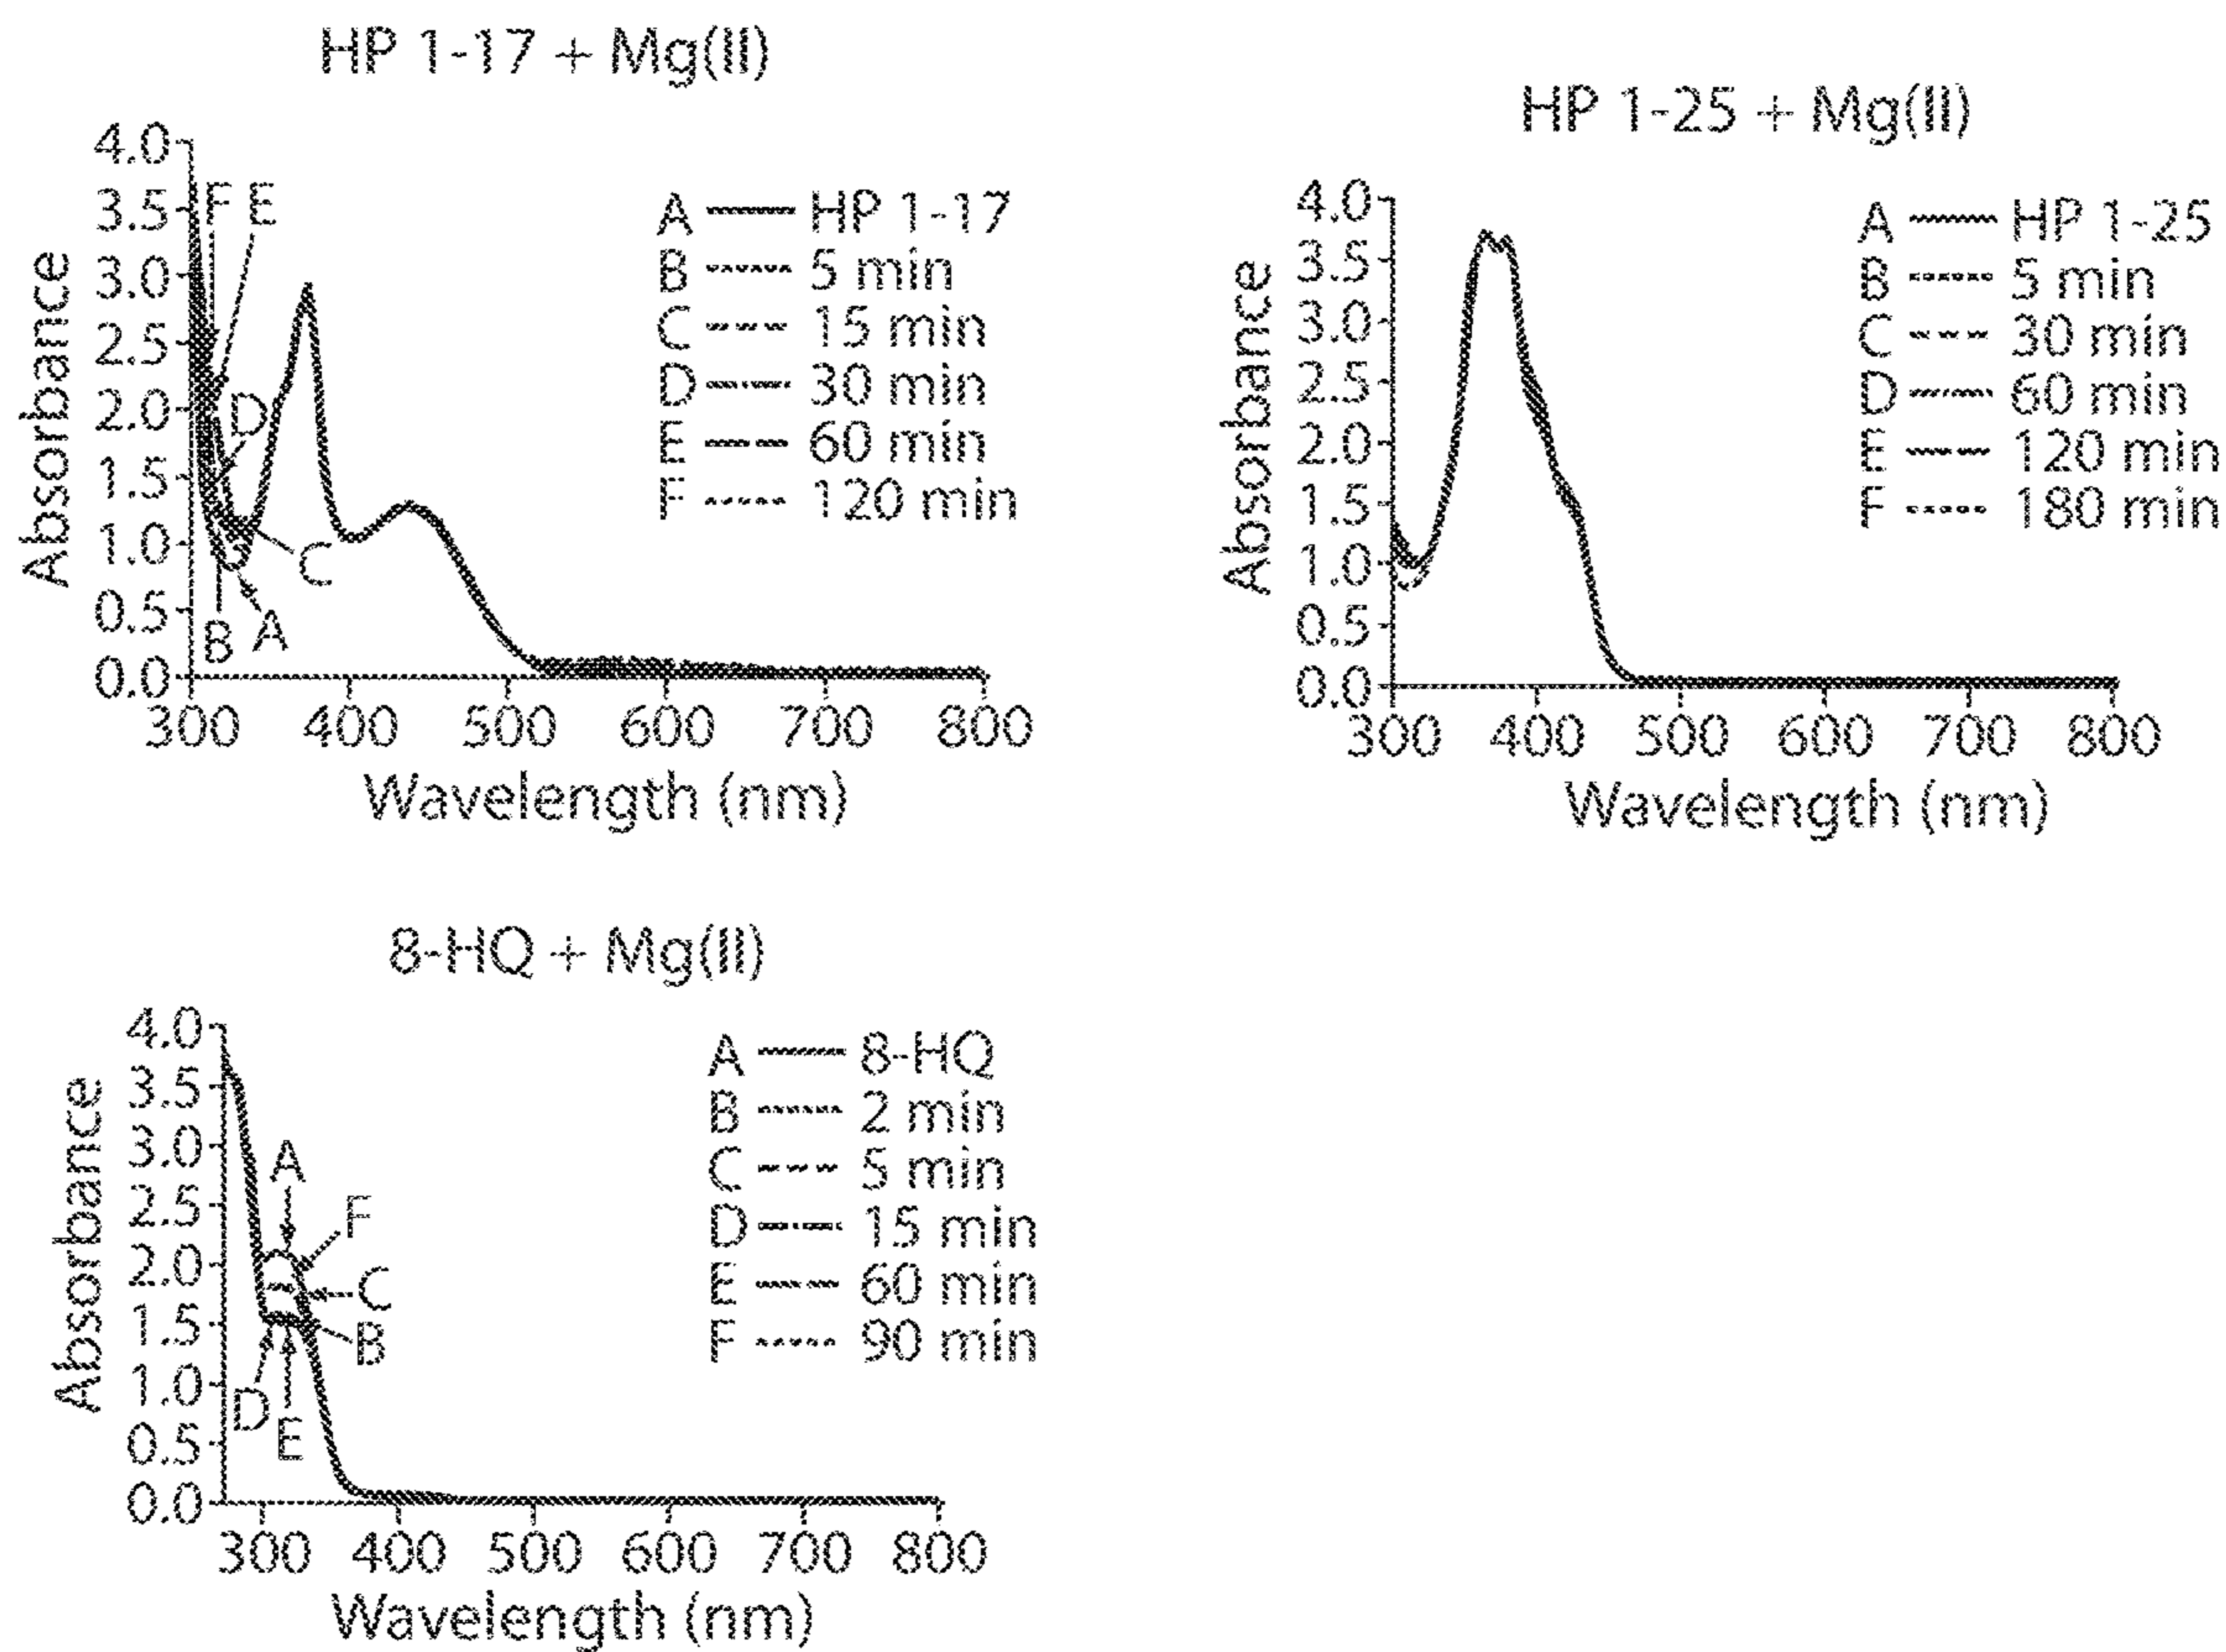 HP 1-17 + Mg(II)
Absorbance
4.0
3.5
3.0
2.5
2.0
1.5
1.0
0.5
0.0
300 400 500 600 700 800
Wavelength (nm)
F E
D
C
B A
A HP 1-17
B 5 min
C 15 min
D 30 min
E 60 min
F 120 min
HP 1-25 + Mg(II)
Absorbance
4.0
3.5
3.0
2.5
2.0
1.5
1.0
0.5
0.0
300 400 500 600 700 800
Wavelength (nm)
A HP 1-25
B 5 min
C 30 min
D 60 min
E 120 min
F 180 min
8-HQ + Mg(II)
Absorbance
4.0
3.5
3.0
2.5
2.0
1.5
1.0
0.5
0.0
300 400 500 600 700 800
Wavelength (nm)
A
F
C
B
D
E
A 8-HQ
B 2 min
C 5 min
D 15 min
E 60 min
F 90 min